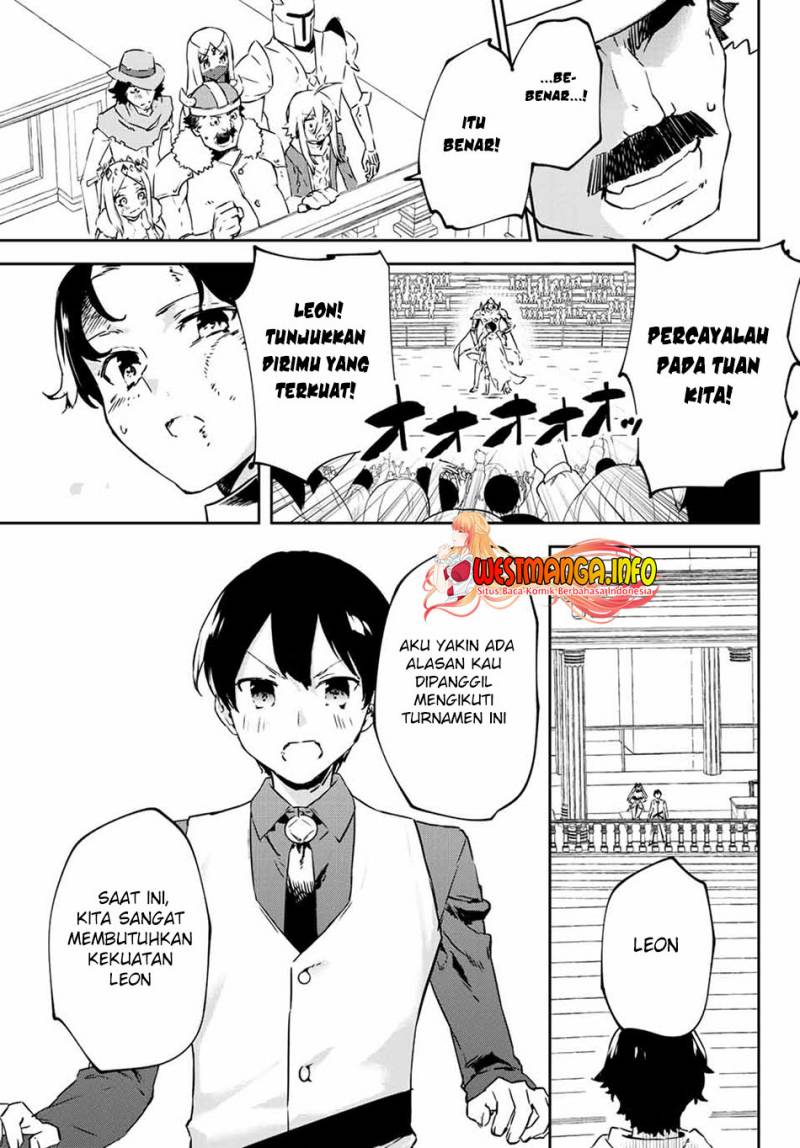 ...BE-
BENAR...!
ITU
BENAR!
PERCAYALAH
PADA TUAN
KITA!
LEON!
TUNJUKKAN
DIRIMU YANG
TERKUAT!
オオオオオッ
WESTMANGA.INFO
Situs Baca Komik Berbahasa Indonesia
LEON
AKU YAKIN ADA
ALASAN KAU
DIPANGGIL
MENGIKUTI
TURNAMEN INI
SAAT INI,
KITA SANGAT
MEMBUTUHKAN
KEKUATAN
LEON